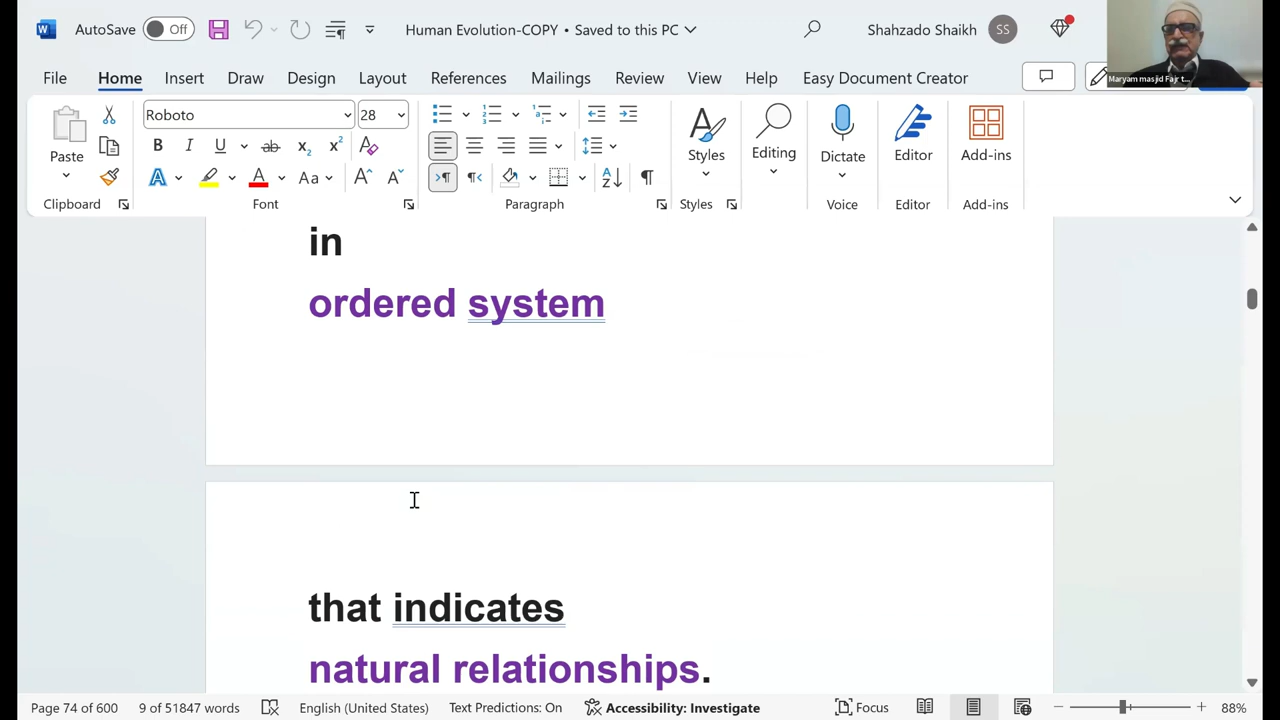 AutoSave Off Human Evolution-COPY • Saved to this PC Shahzado Shaikh SS
Maryam masjid Fajr t...
File Home Insert Draw Design Layout References Mailings Review View Help Easy Document Creator
Roboto 28
Paste Styles Editing Dictate Editor Add-ins
Clipboard Font Paragraph Styles Voice Editor Add-ins
in
ordered system
that indicates
natural relationships.
Page 74 of 600 9 of 51847 words English (United States) Text Predictions: On Accessibility: Investigate Focus 88%